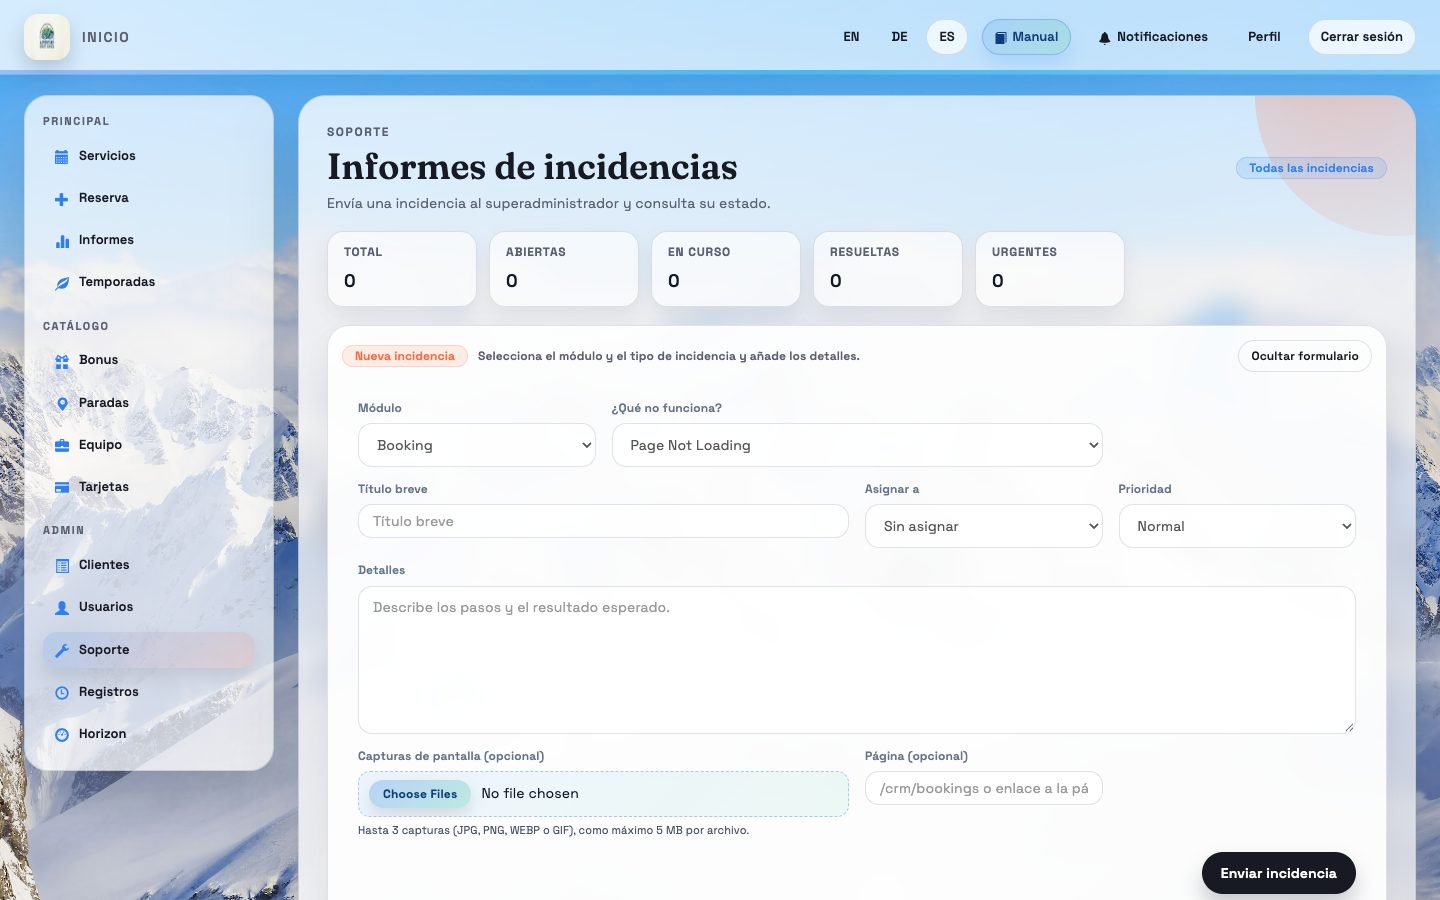 INICIO
EN
DE
ES
Manual
Notificaciones
Perfil
Cerrar sesión
PRINCIPAL
Servicios
Reserva
Informes
Temporadas
CATÁLOGO
Bonus
Paradas
Equipo
Tarjetas
ADMIN
Clientes
Usuarios
Soporte
Registros
Horizon
SOPORTE
Informes de incidencias
Envía una incidencia al superadministrador y consulta su estado.
Todas las incidencias
TOTAL
0
ABIERTAS
0
EN CURSO
0
RESUELTAS
0
URGENTES
0
Nueva incidencia
Selecciona el módulo y el tipo de incidencia y añade los detalles.
Ocultar formulario
Módulo
Booking
¿Qué no funciona?
Page Not Loading
Título breve
Título breve
Asignar a
Sin asignar
Prioridad
Normal
Detalles
Describe los pasos y el resultado esperado.
Capturas de pantalla (opcional)
Choose Files
No file chosen
Hasta 3 capturas (JPG, PNG, WEBP o GIF), como máximo 5 MB por archivo.
Página (opcional)
/crm/bookings o enlace a la pá
Enviar incidencia